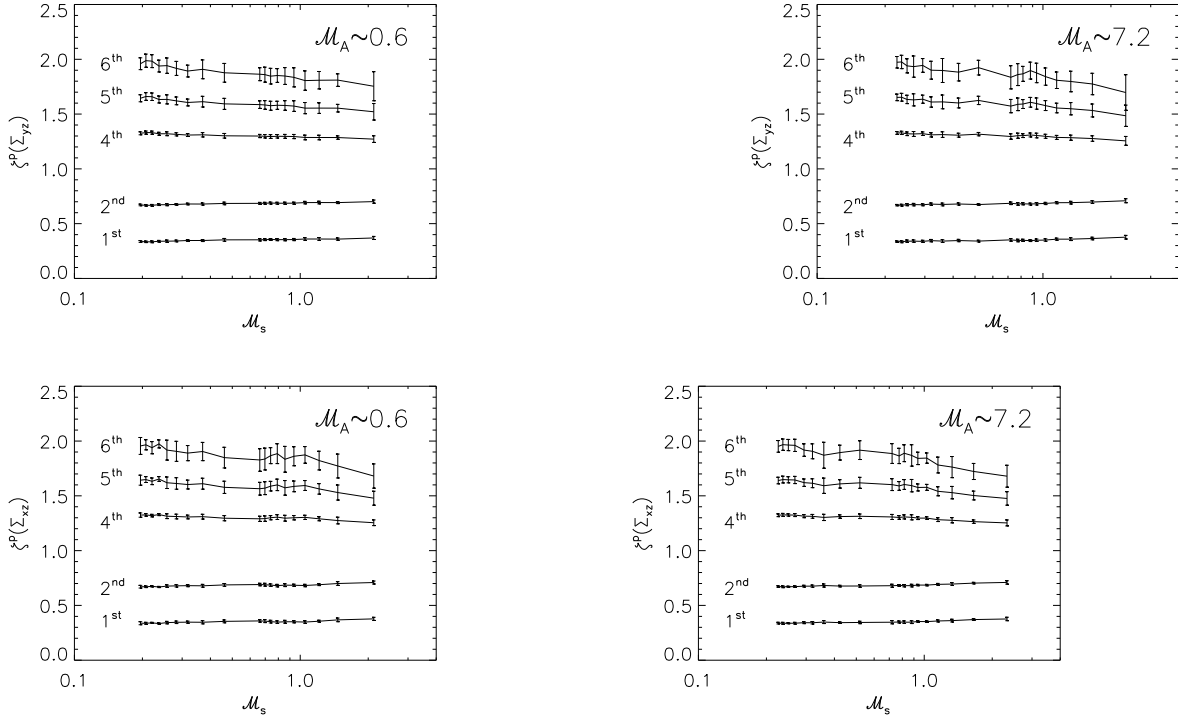 2.5
2.0
1.5
1.0
0.5
0.0
ζᵖ(Σyz)
6th
5th
4th
2nd
1st
ℳA~0.6
0.1
1.0
ℳs
2.5
2.0
1.5
1.0
0.5
0.0
ζᵖ(Σyz)
6th
5th
4th
2nd
1st
ℳA~7.2
0.1
1.0
ℳs
2.5
2.0
1.5
1.0
0.5
0.0
ζᵖ(Σxz)
6th
5th
4th
2nd
1st
ℳA~0.6
0.1
1.0
ℳs
2.5
2.0
1.5
1.0
0.5
0.0
ζᵖ(Σxz)
6th
5th
4th
2nd
1st
ℳA~7.2
0.1
1.0
ℳs